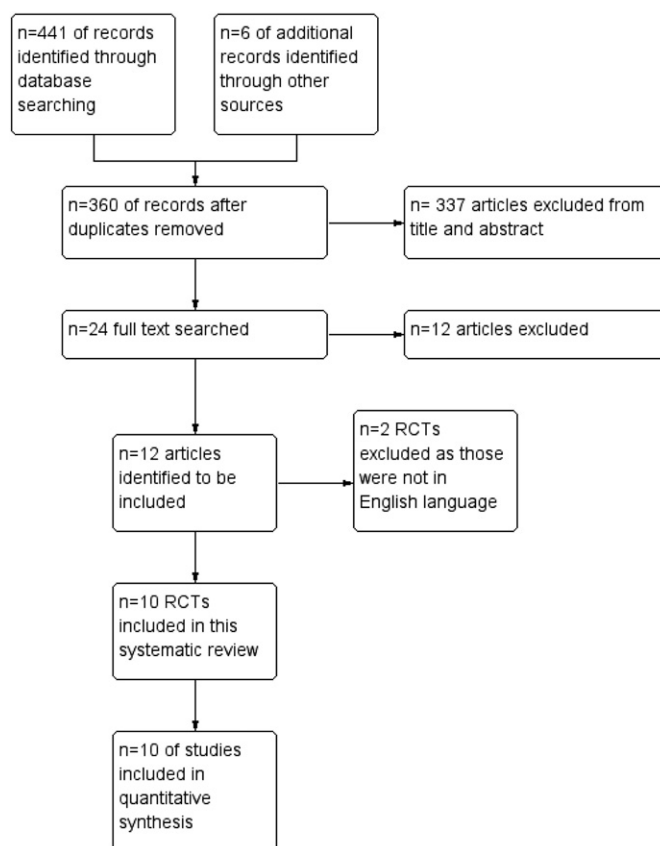 n=441 of records
identified through
database
searching
n=6 of additional
records identified
through other
sources
n=360 of records after
duplicates removed
n= 337 articles excluded from
title and abstract
n=24 full text searched
n=12 articles excluded
n=12 articles
identified to be
included
n=2 RCTs
excluded as those
were not in
English language
n=10 RCTs
included in this
systematic review
n=10 of studies
included in
quantitative
synthesis